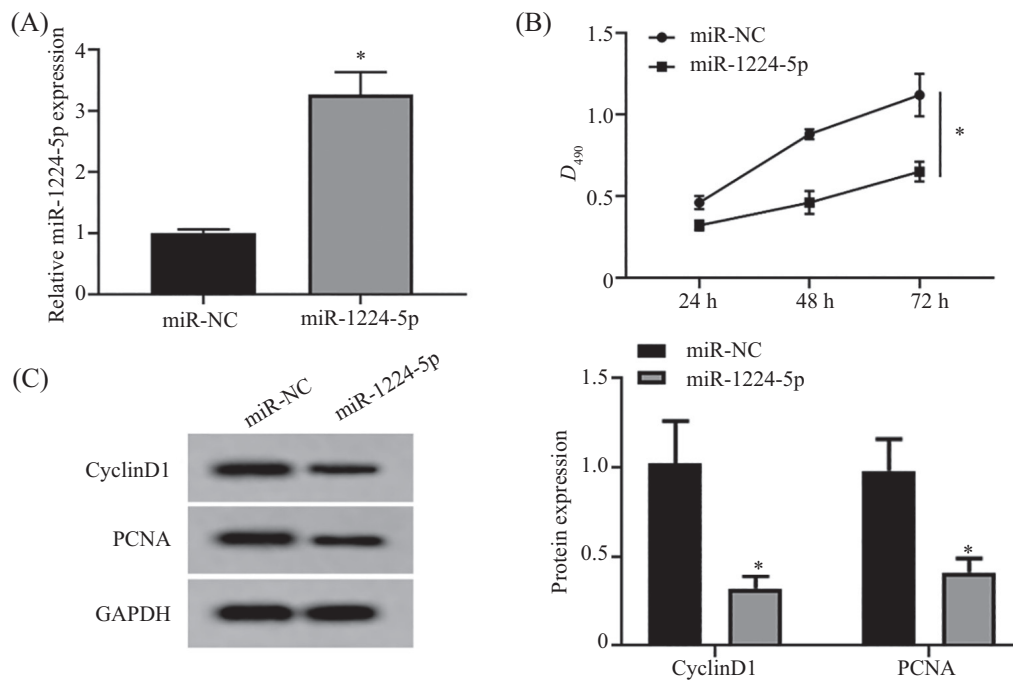 (A)
Relative miR-1224-5p expression
4
3
2
1
0
*
miR-NC
miR-1224-5p
(B)
miR-NC
miR-1224-5p
D490
1.5
1.0
0.5
0
*
24 h
48 h
72 h
(C)
miR-NC
miR-1224-5p
CyclinD1
PCNA
GAPDH
miR-NC
miR-1224-5p
Protein expression
1.5
1.0
0.5
0
*
*
CyclinD1
PCNA